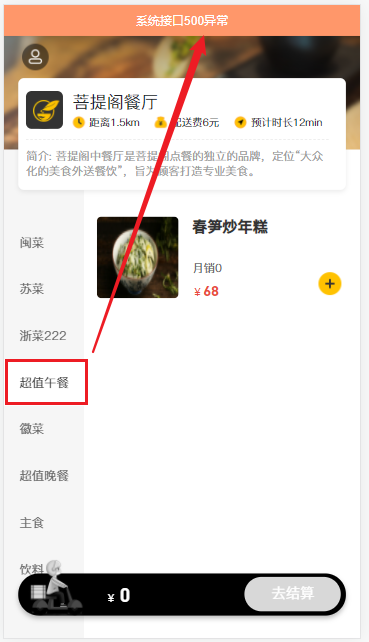 系统接口500异常
菩提阁餐厅
距离1.5km 配送费6元 预计时长12min
简介: 菩提阁中餐厅是菩提阁点餐的独立的品牌，定位“大众
化的美食外送餐饮”，旨为顾客打造专业美食。
闽菜
苏菜
浙菜222
超值午餐
徽菜
超值晚餐
主食
饮料
春笋炒年糕
月销0
￥68
￥0
去结算